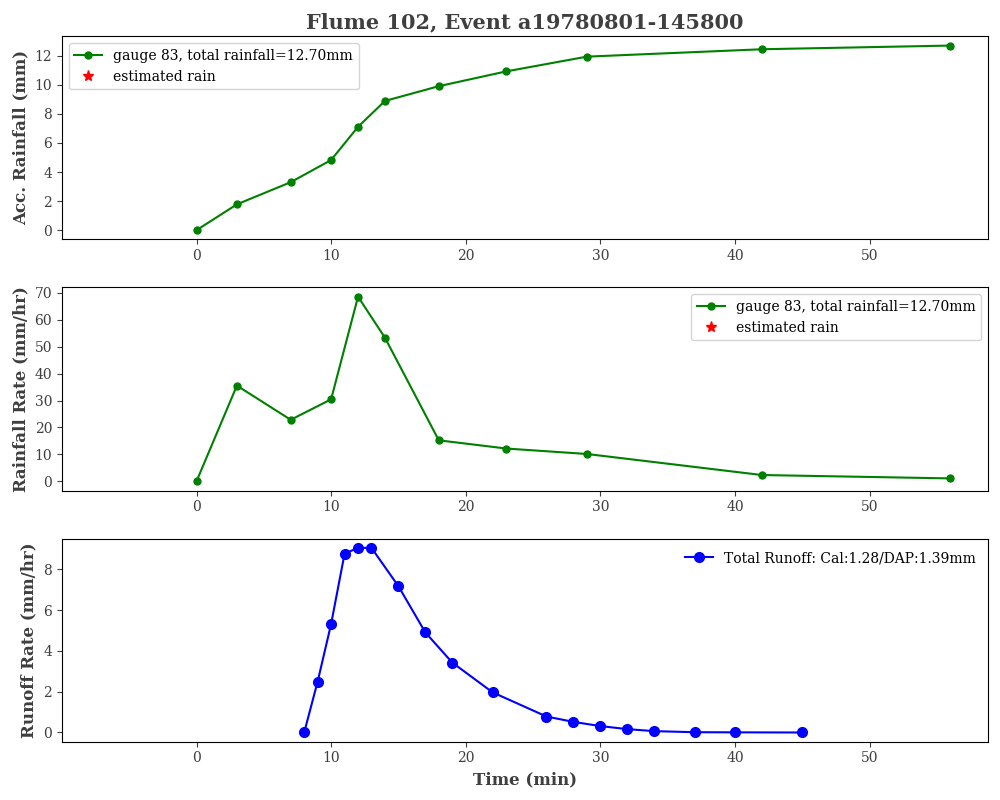 Flume 102, Event a19780801-145800
Acc. Rainfall (mm)
12
10
8
6
4
2
0
gauge 83, total rainfall=12.70mm
estimated rain
0 10 20 30 40 50
Rainfall Rate (mm/hr)
70
60
50
40
30
20
10
0
gauge 83, total rainfall=12.70mm
estimated rain
0 10 20 30 40 50
Runoff Rate (mm/hr)
8
6
4
2
0
Total Runoff: Cal:1.28/DAP:1.39mm
0 10 20 30 40 50
Time (min)